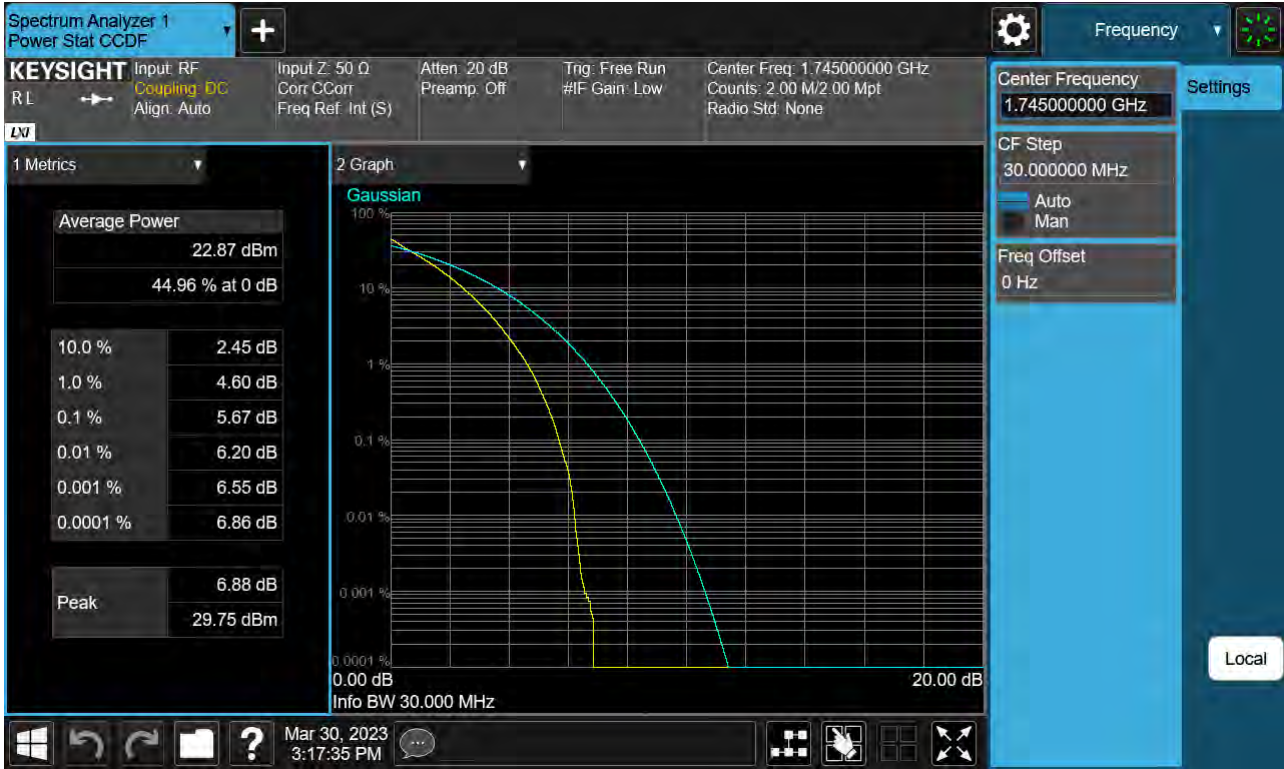 Spectrum Analyzer 1
Power Stat CCDF
+
Frequency
KEYSIGHT
RL
LXI
Input: RF
Coupling: DC
Align: Auto
Input Z: 50 Ω
Corr CCorr
Freq Ref: Int (S)
Atten: 20 dB
Preamp: Off
Trig: Free Run
#IF Gain: Low
Center Freq: 1.745000000 GHz
Counts: 2.00 M/2.00 Mpt
Radio Std: None
Center Frequency
1.745000000 GHz
Settings
CF Step
30.000000 MHz
Auto
Man
Freq Offset
0 Hz
1 Metrics
Average Power
22.87 dBm
44.96 % at 0 dB
10.0 % 2.45 dB
1.0 % 4.60 dB
0.1 % 5.67 dB
0.01 % 6.20 dB
0.001 % 6.55 dB
0.0001 % 6.86 dB
Peak
6.88 dB
29.75 dBm
2 Graph
Gaussian
100 %
10 %
1 %
0.1 %
0.01 %
0.001 %
0.0001 %
0.00 dB 20.00 dB
Info BW 30.000 MHz
Local
?
Mar 30, 2023
3:17:35 PM